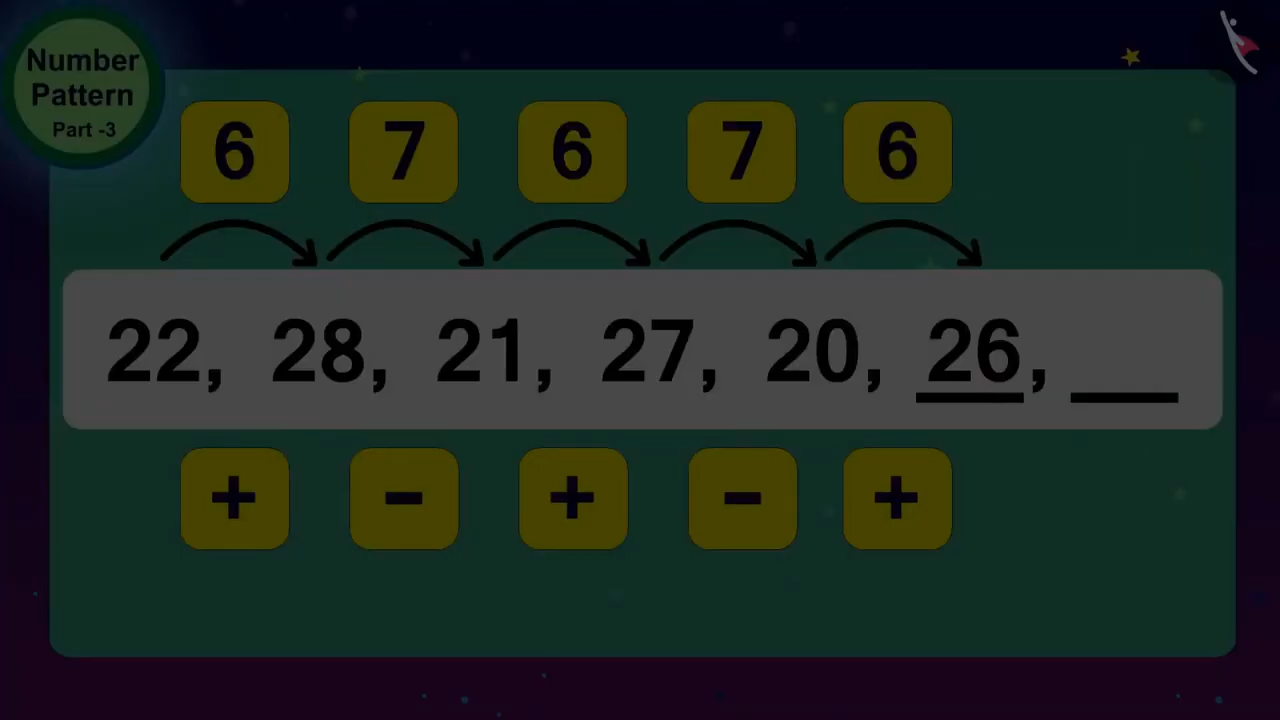 Number
Pattern
Part -3
6 7 6 7 6
22, 28, 21, 27, 20, 26, ___
+ - + - +